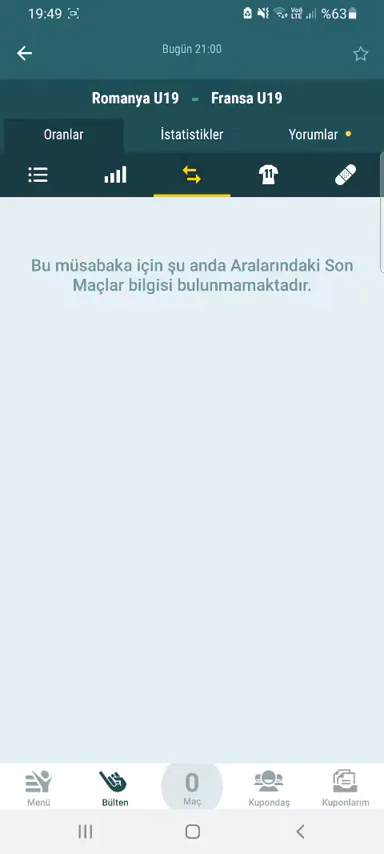 19:49 %63
Bugün 21:00
Romanya U19 - Fransa U19
Oranlar İstatistikler Yorumlar
11
Bu müsabaka için şu anda Aralarındaki Son
Maçlar bilgisi bulunmamaktadır.
0
Maç
Menü Bülten Kupondaş Kuponlarım